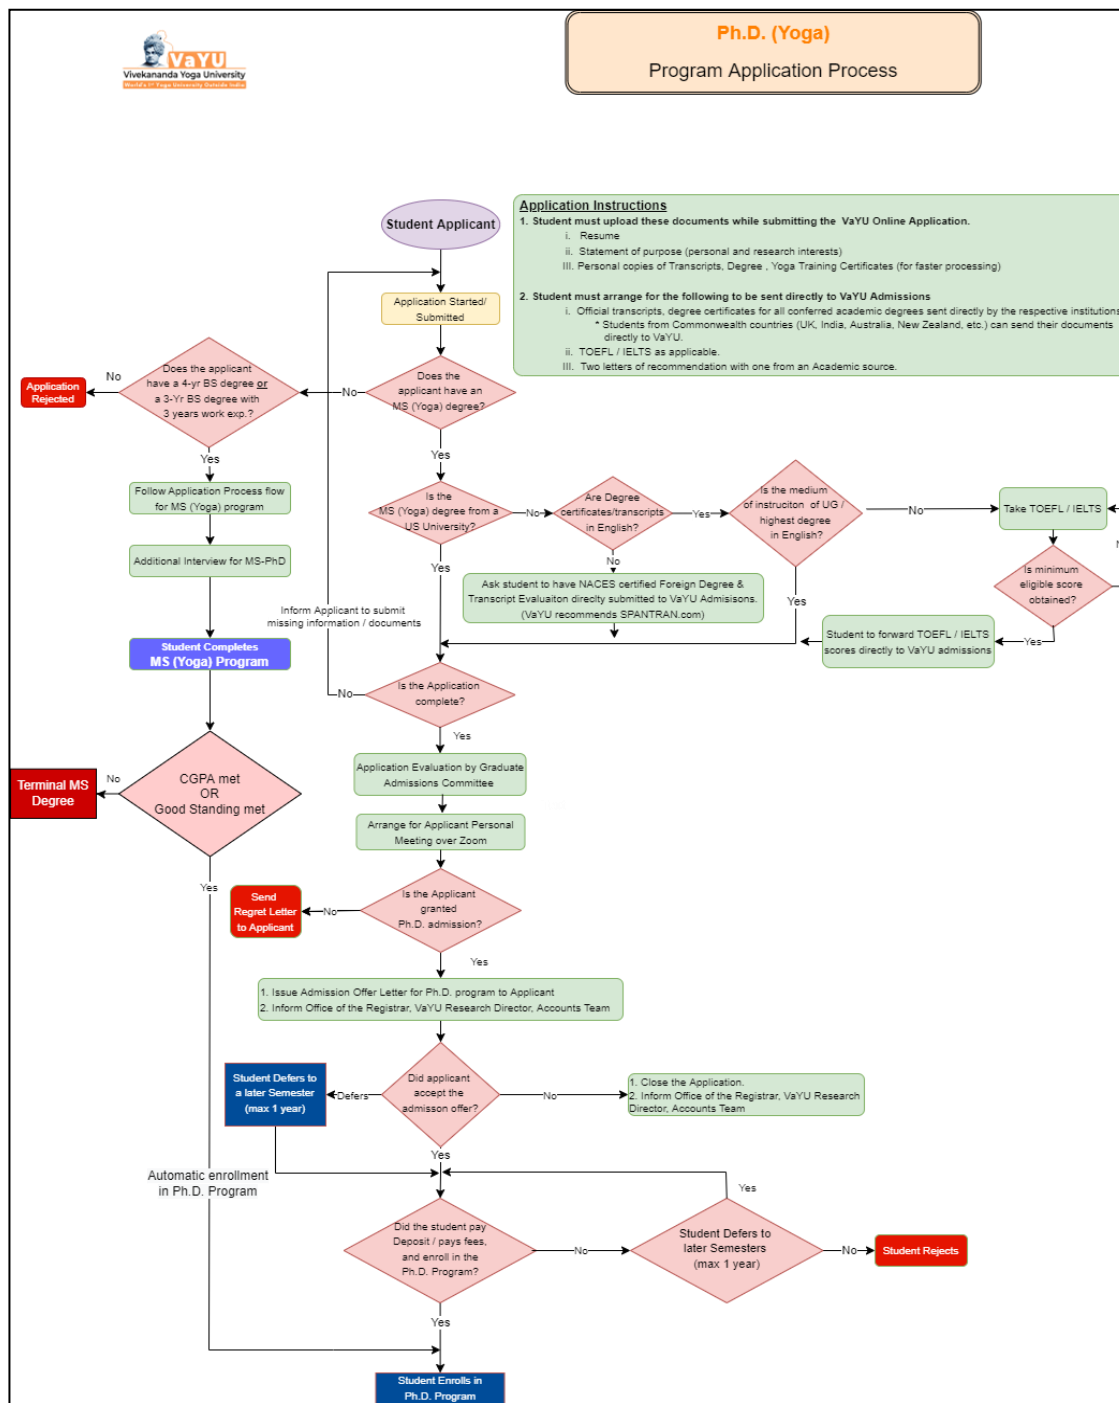 VaYU
Vivekananda Yoga University
World's 1st Yoga University Outside India
Ph.D. (Yoga)
Program Application Process
Student Applicant
Application Instructions
1. Student must upload these documents while submitting the VaYU Online Application.
i. Resume
ii. Statement of purpose (personal and research interests)
III. Personal copies of Transcripts, Degree , Yoga Training Certificates (for faster processing)
2. Student must arrange for the following to be sent directly to VaYU Admissions
i. Official transcripts, degree certificates for all conferred academic degrees sent directly by the respective institutions
* Students from Commonwealth countries (UK, India, Australia, New Zealand, etc.) can send their documents
directly to VaYU.
ii. TOEFL / IELTS as applicable.
III. Two letters of recommendation with one from an Academic source.
Application Started/
Submitted
Does the
applicant have an
MS (Yoga) degree?
No
Does the applicant
have a 4-yr BS degree or
a 3-Yr BS degree with
3 years work exp.?
No
Application
Rejected
Yes
Follow Application Process flow
for MS (Yoga) program
Additional Interview for MS-PhD
Student Completes
MS (Yoga) Program
CGPA met
OR
Good Standing met
No
Terminal MS
Degree
Yes
Automatic enrollment
in Ph.D. Program
Yes
Is the
MS (Yoga) degree from a
US University?
No
Are Degree
certificates/transcripts
in English?
Yes
Is the medium
of instruciton of UG /
highest degree
in English?
No
Take TOEFL / IELTS
Is minimum
eligible score
obtained?
Yes
Student to forward TOEFL / IELTS
scores directly to VaYU admissions
No
Ask student to have NACES certified Foreign Degree &
Transcript Evaluaiton direclty submitted to VaYU Admisisons.
(VaYU recommends SPANTRAN.com)
Yes
Yes
Inform Applicant to submit
missing information / documents
Is the Application
complete?
No
Yes
Application Evaluation by Graduate
Admissions Committee
Arrange for Applicant Personal
Meeting over Zoom
Is the Applicant
granted
Ph.D. admission?
No
Send
Regret Letter
to Applicant
Yes
1. Issue Admission Offer Letter for Ph.D. program to Applicant
2. Inform Office of the Registrar, VaYU Research Director, Accounts Team
Did applicant
accept the
admisson offer?
Defers
Student Defers to
a later Semester
(max 1 year)
No
1. Close the Application.
2. Inform Office of the Registrar, VaYU Research
Director, Accounts Team
Yes
Did the student pay
Deposit / pays fees,
and enroll in the
Ph.D. Program?
No
Student Defers to
later Semesters
(max 1 year)
Yes
No
Student Rejects
Yes
Student Enrolls in
Ph.D. Program